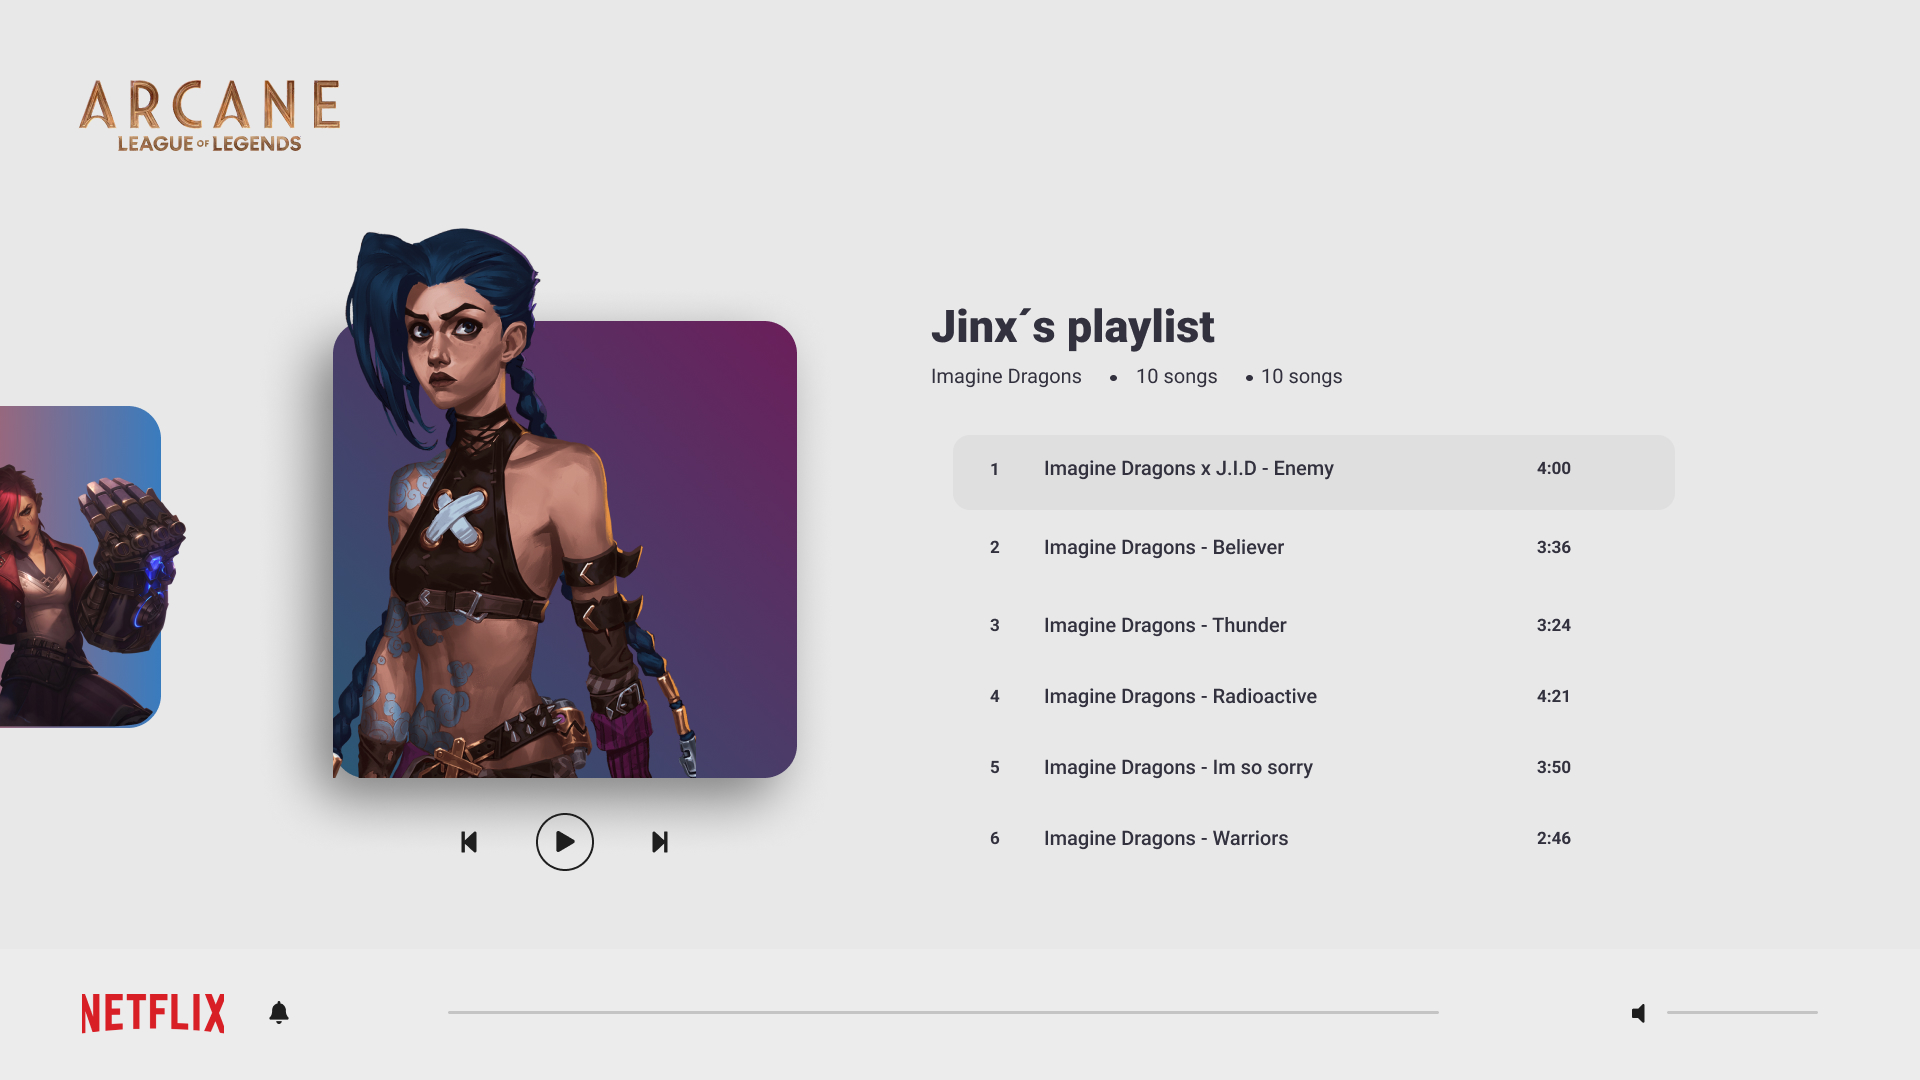 ARCANE
LEAGUE OF LEGENDS
Jinx´s playlist
Imagine Dragons • 10 songs • 10 songs
1 Imagine Dragons x J.I.D - Enemy 4:00
2 Imagine Dragons - Believer 3:36
3 Imagine Dragons - Thunder 3:24
4 Imagine Dragons - Radioactive 4:21
5 Imagine Dragons - Im so sorry 3:50
6 Imagine Dragons - Warriors 2:46
NETFLIX